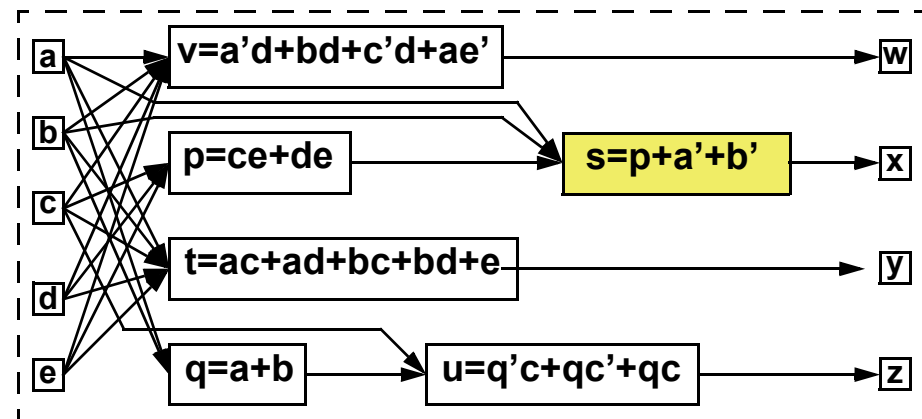 a
v=a’d+bd+c’d+ae’
w
b
p=ce+de
s=p+a’+b’
x
c
t=ac+ad+bc+bd+e
y
d
e
q=a+b
u=q’c+qc’+qc
z